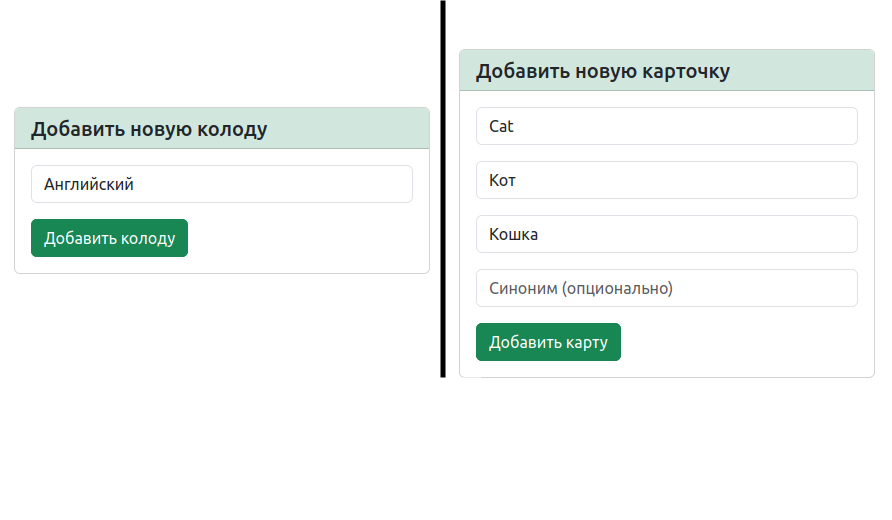 Добавить новую колоду
Английский
Добавить колоду
Добавить новую карточку
Cat
Кот
Кошка
Синоним (опционально)
Добавить карту